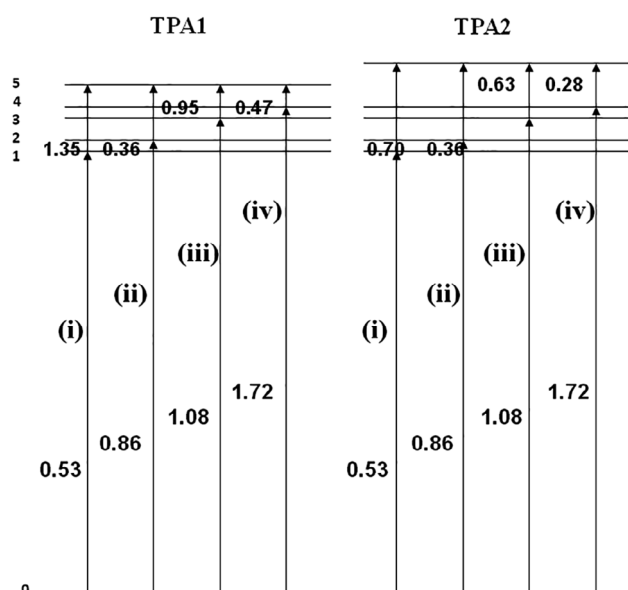 TPA1 TPA2
5
4
3
2
1
0.95 0.47
1.35 0.36
(iv)
(iii)
(ii)
(i)
1.72
1.08
0.86
0.53
0
0.63 0.28
0.70 0.36
(iv)
(iii)
(ii)
(i)
1.72
1.08
0.86
0.53